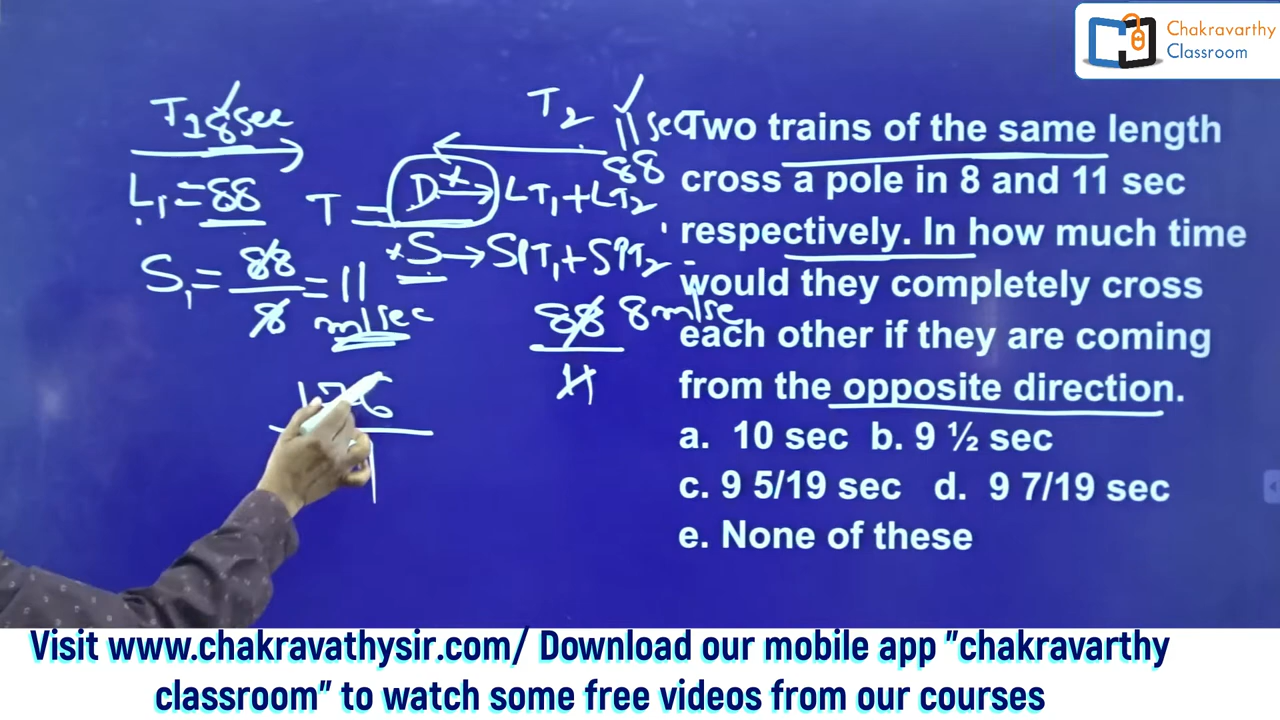 Chakravarthy
Classroom
T1 8 sec
T2 11 sec
L1 = 88
88
T = D → LT1 + LT2
S → SPT1 + SPT2
S1 = 88/8 = 11 m/sec
88/11 8 m/se
176
Two trains of the same length
cross a pole in 8 and 11 sec
respectively. In how much time
would they completely cross
each other if they are coming
from the opposite direction.
a. 10 sec b. 9 ½ sec
c. 9 5/19 sec d. 9 7/19 sec
e. None of these
Visit www.chakravathysir.com/ Download our mobile app "chakravarthy
classroom" to watch some free videos from our courses